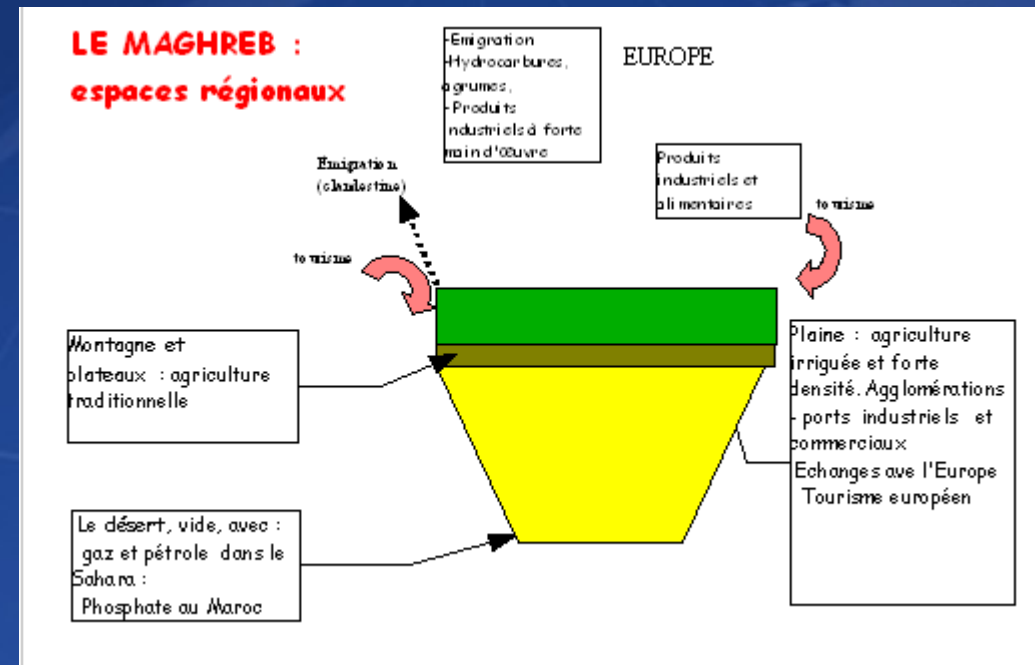 LE MAGHREB :
espaces régionaux
-Emigration
-Hydrocarbures,
agrumes,
-Produits
industriels à forte
main d'œuvre
EUROPE
Emigration
(clandestine)
Produits
industriels et
alimentaires
tourisme
tourisme
Montagne et
plateaux : agriculture
traditionnelle
Plaine : agriculture
irriguée et forte
densité. Agglomérations
- ports industriels et
commerciaux
Echanges ave l'Europe
Tourisme européen
Le désert, vide, avec :
gaz et pétrole dans le
Sahara :
Phosphate au Maroc